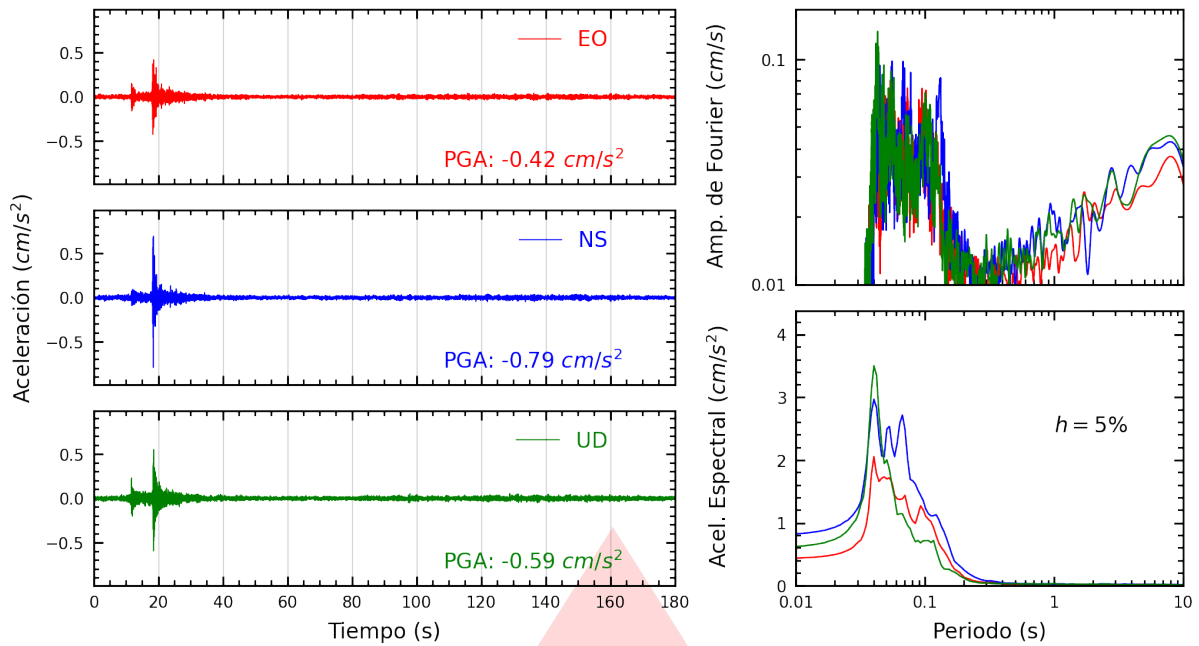 Aceleración (cm/s²)
0.5
0.0
−0.5
EO
PGA: -0.42 cm/s²
0.5
0.0
−0.5
NS
PGA: -0.79 cm/s²
0.5
0.0
−0.5
UD
PGA: -0.59 cm/s²
0 20 40 60 80 100 120 140 160 180
Tiempo (s)
Amp. de Fourier (cm/s)
0.1
0.01
Acel. Espectral (cm/s²)
4
3
2
1
0
h = 5%
0.01 0.1 1 10
Periodo (s)